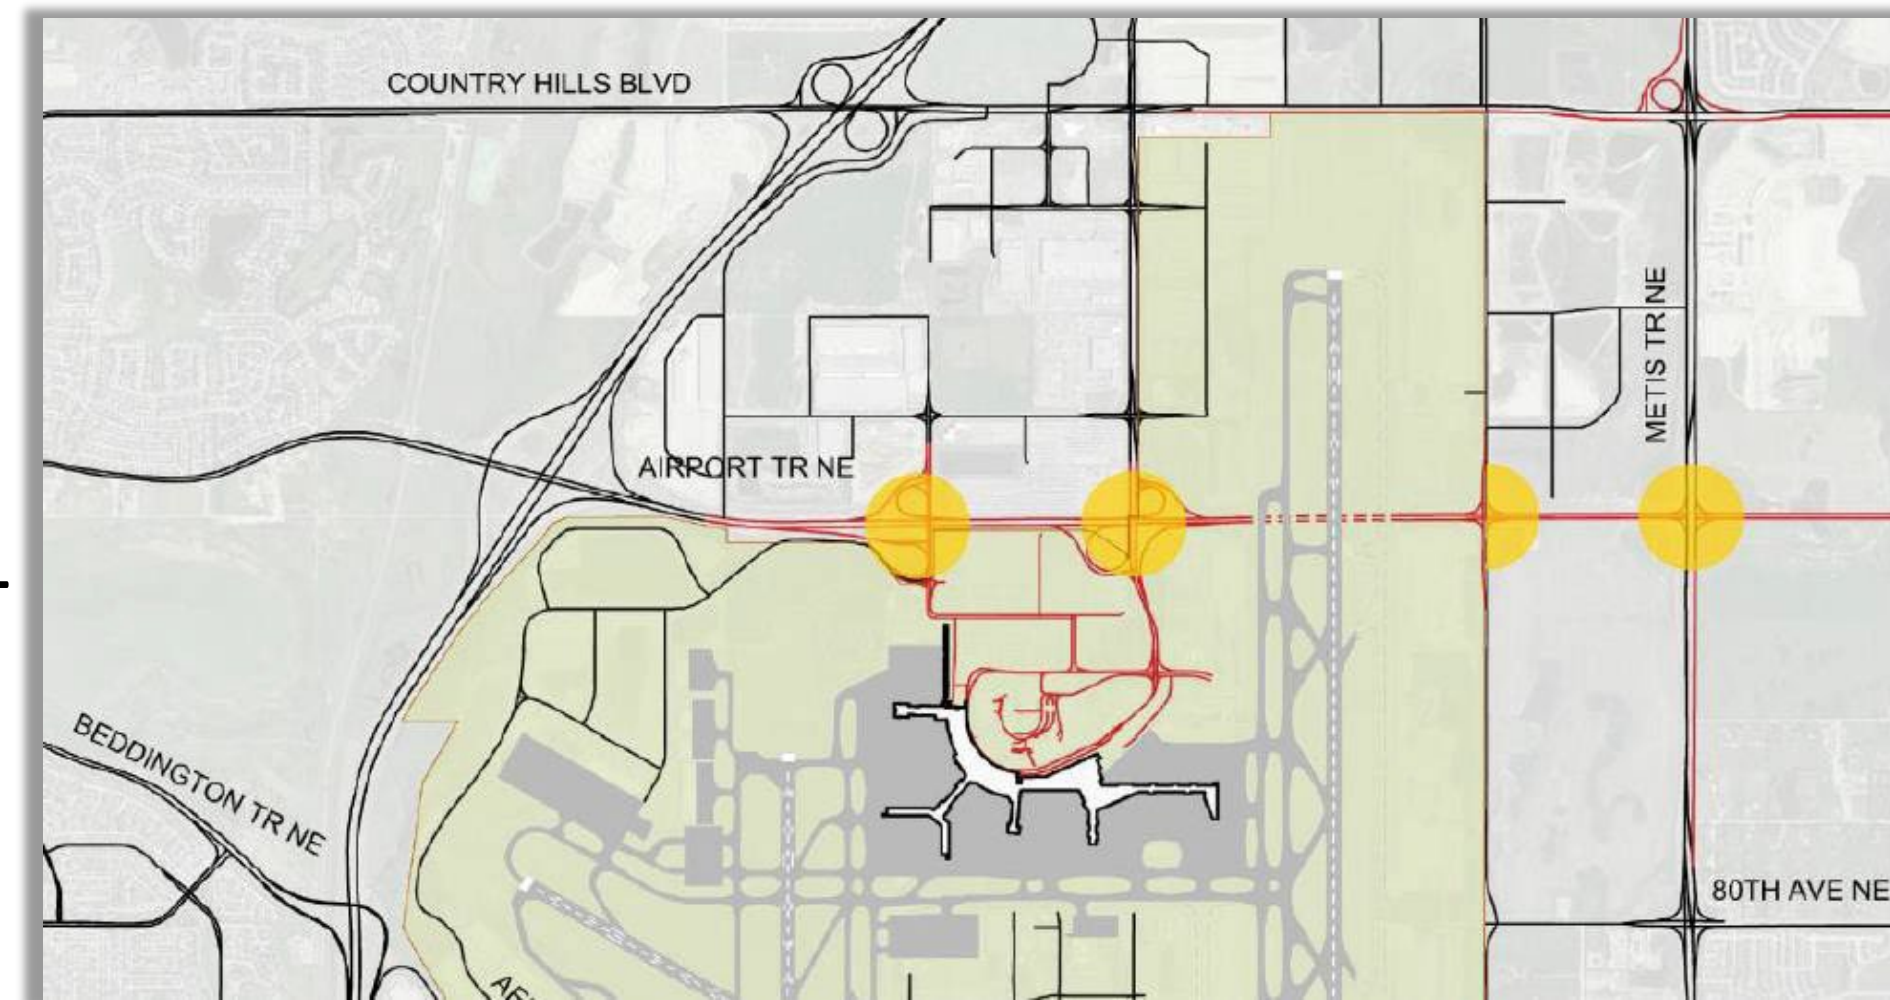 COUNTRY HILLS BLVD
METIS TR NE
AIRPORT TR NE
BEDDINGTON TR NE
80TH AVE NE